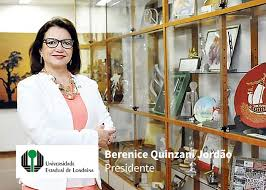 Berenice Quinzani Jordão
Presidente
Universidade
Estadual de Londrina